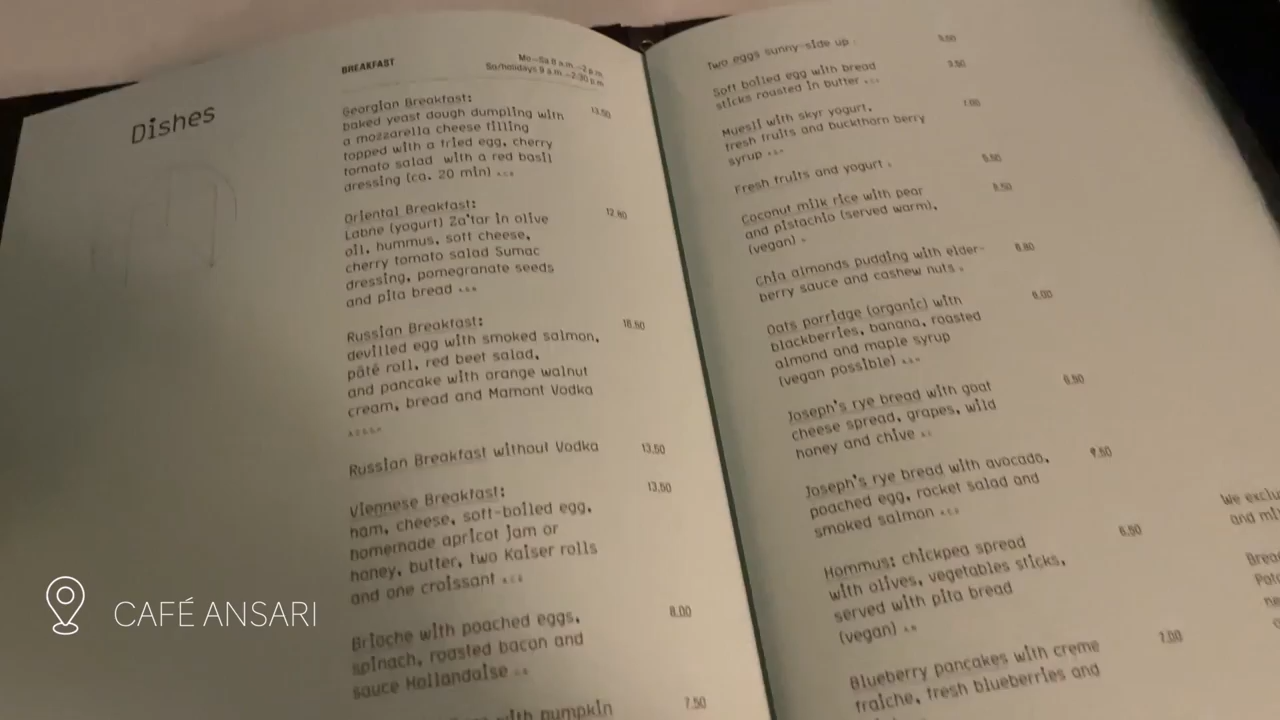 Dishes
BREAKFAST
Mo–Sa 8 a.m.–2 p.m.
So/holidays 9 a.m.–2:30 p.m.
Georgian Breakfast: 13,50
baked yeast dough dumpling with
a mozzarella cheese filling
topped with a fried egg, cherry
tomato salad with a red basil
dressing (ca. 20 min)
Oriental Breakfast: 12,80
Labne (yogurt) Za'tar in olive
oil, hummus, soft cheese,
cherry tomato salad Sumac
dressing, pomegranate seeds
and pita bread
Russian Breakfast: 16,50
devilled egg with smoked salmon,
pâté roll, red beet salad,
and pancake with orange walnut
cream, bread and Mamont Vodka
Russian Breakfast without Vodka 13,50
Viennese Breakfast: 13,50
ham, cheese, soft-boiled egg,
homemade apricot jam or
honey, butter, two Kaiser rolls
and one croissant
Brioche with poached eggs, 8,00
spinach, roasted bacon and
sauce Hollandaise
with pumpkin 7,50
Two eggs sunny-side up
Soft boiled egg with bread 3,50
sticks roasted in butter
Muesli with skyr yogurt,
fresh fruits and buckthorn berry
syrup
Fresh fruits and yogurt 5,50
Coconut milk rice with pear
and pistachio (served warm),
(vegan)
Chia almonds pudding with elder-
berry sauce and cashew nuts
Oats porridge (organic) with
blackberries, banana, roasted
almond and maple syrup
(vegan possible)
Joseph's rye bread with goat 6,50
cheese spread, grapes, wild
honey and chive
Joseph's rye bread with avocado, 9,50
poached egg, rocket salad and
smoked salmon
Hommus: chickpea spread 6,50
with olives, vegetables sticks,
served with pita bread
(vegan)
Blueberry pancakes with creme 7,00
fraîche, fresh blueberries and
We exclu
and mi
Bread
CAFÉ ANSARI